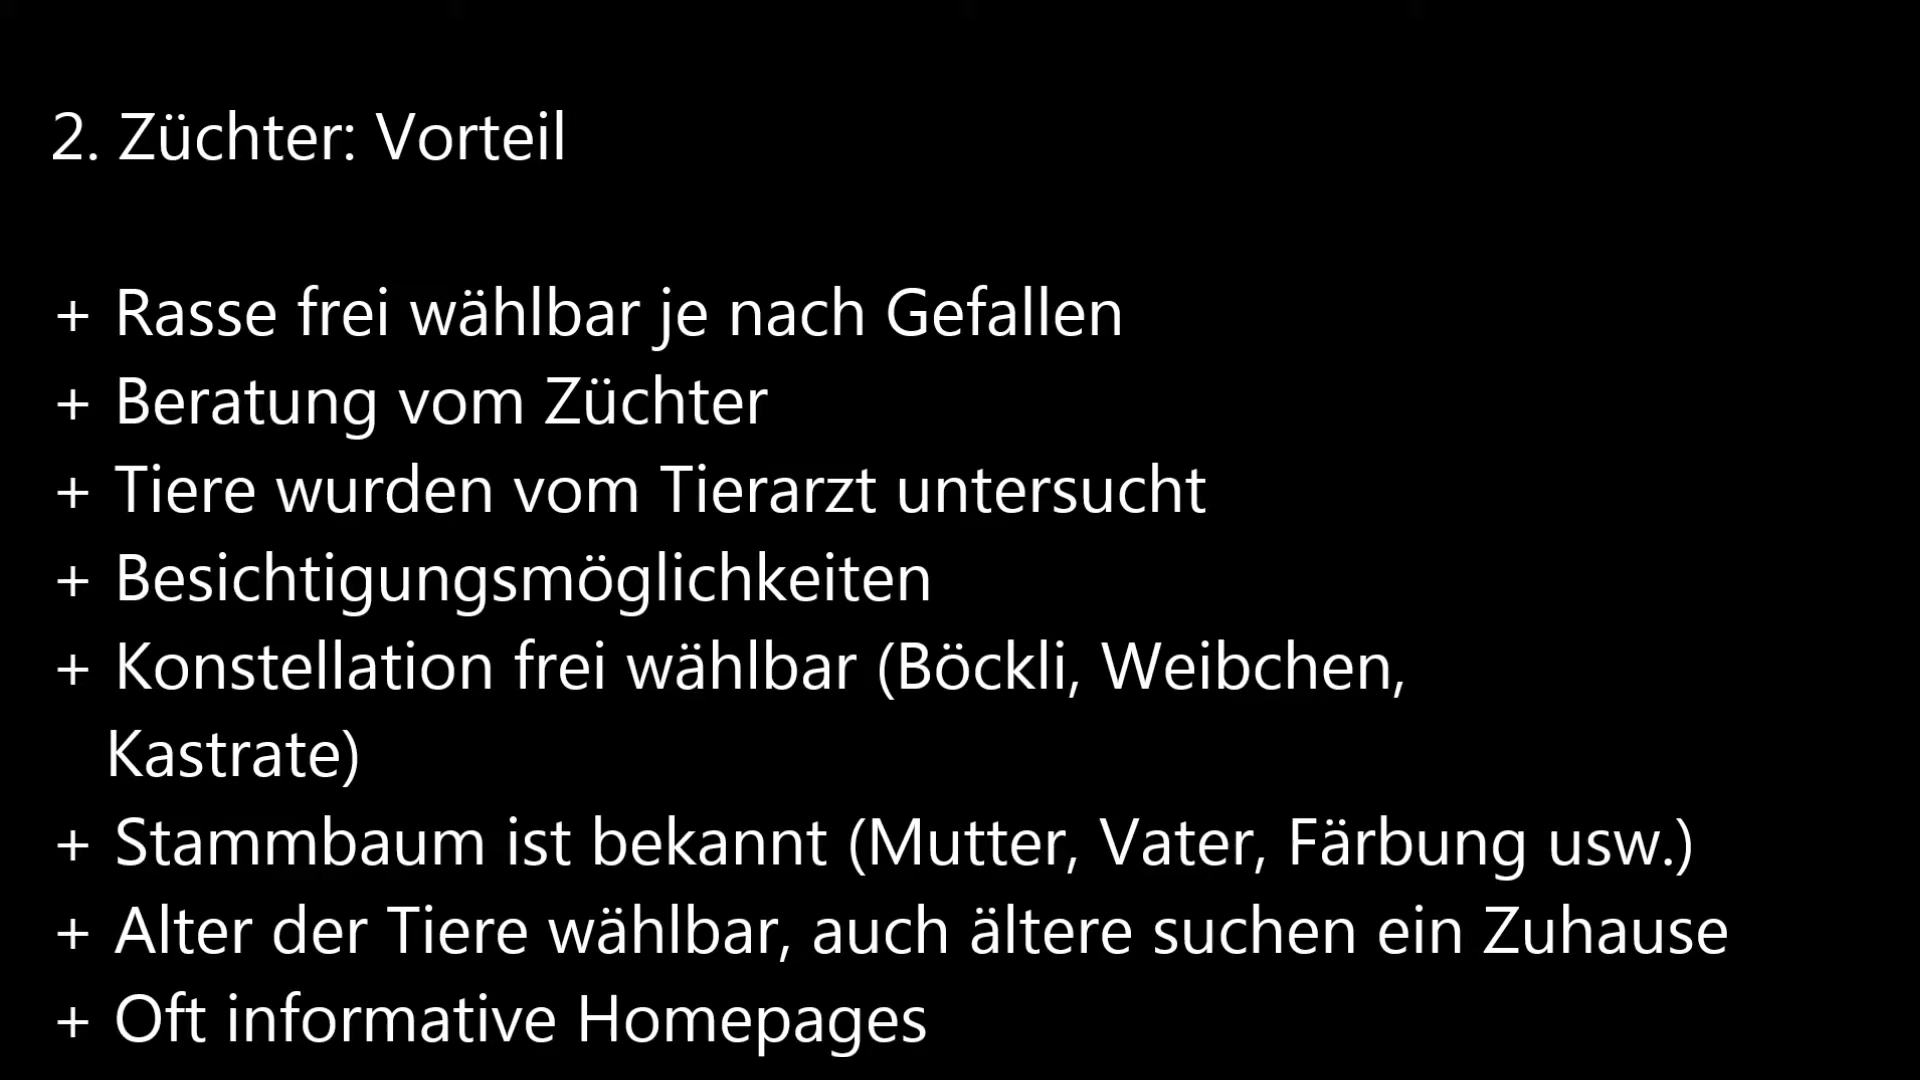 2. Züchter: Vorteil
+ Rasse frei wählbar je nach Gefallen
+ Beratung vom Züchter
+ Tiere wurden vom Tierarzt untersucht
+ Besichtigungsmöglichkeiten
+ Konstellation frei wählbar (Böckli, Weibchen,
Kastrate)
+ Stammbaum ist bekannt (Mutter, Vater, Färbung usw.)
+ Alter der Tiere wählbar, auch ältere suchen ein Zuhause
+ Oft informative Homepages